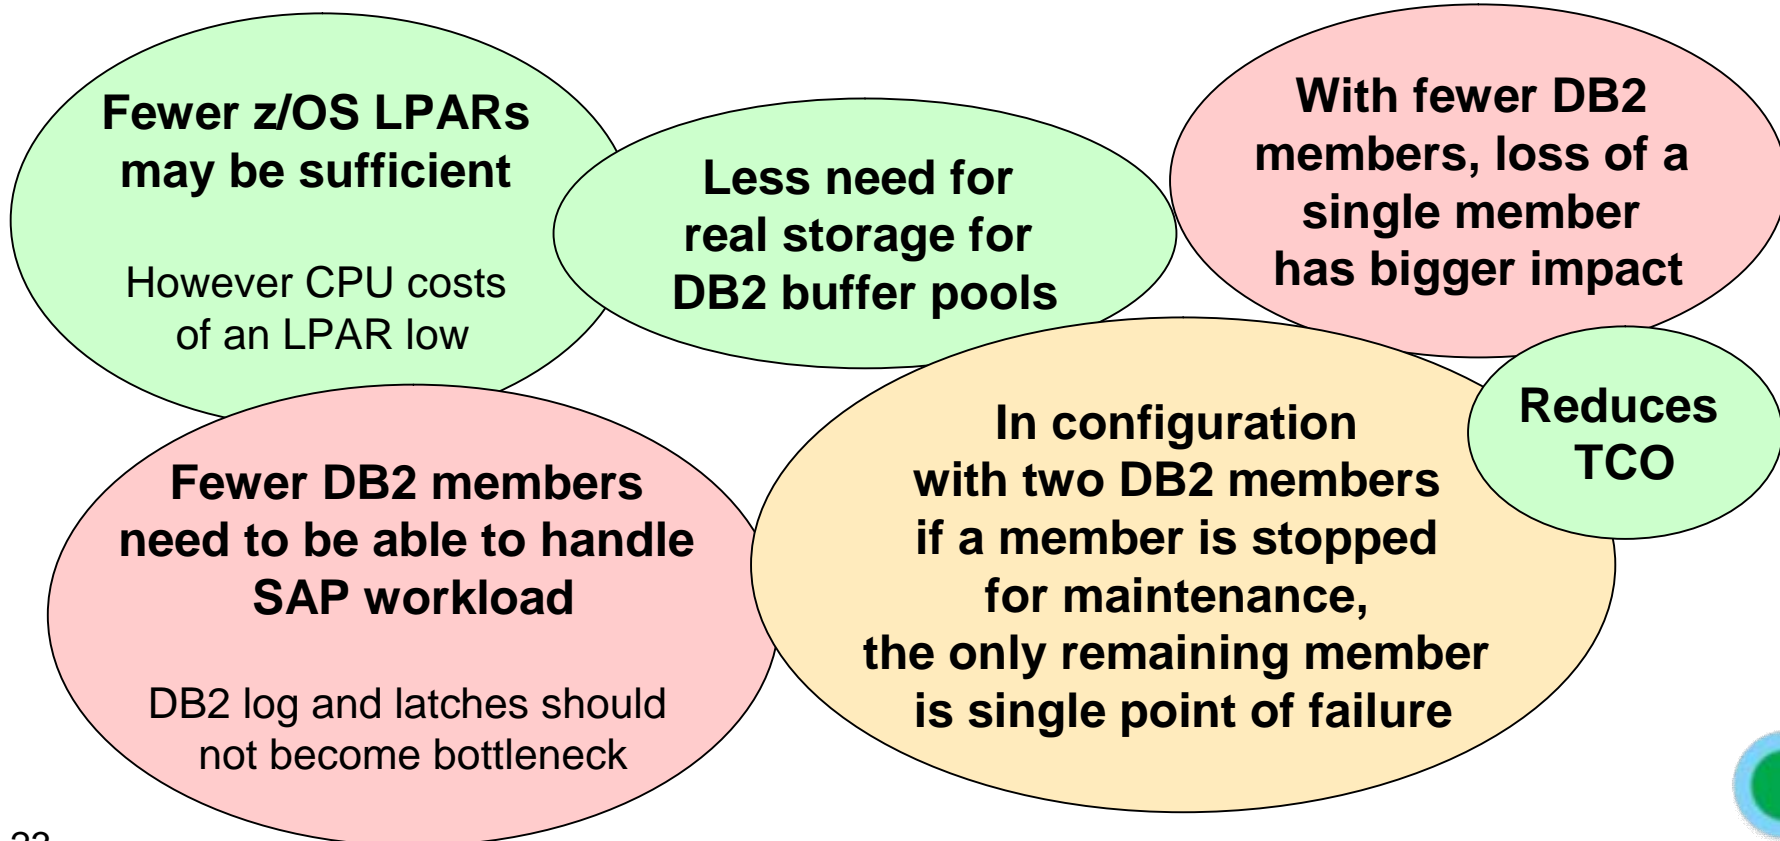 Fewer z/OS LPARs
may be sufficient
However CPU costs
of an LPAR low
Less need for
real storage for
DB2 buffer pools
With fewer DB2
members, loss of a
single member
has bigger impact
Reduces
TCO
Fewer DB2 members
need to be able to handle
SAP workload
DB2 log and latches should
not become bottleneck
In configuration
with two DB2 members
if a member is stopped
for maintenance,
the only remaining member
is single point of failure